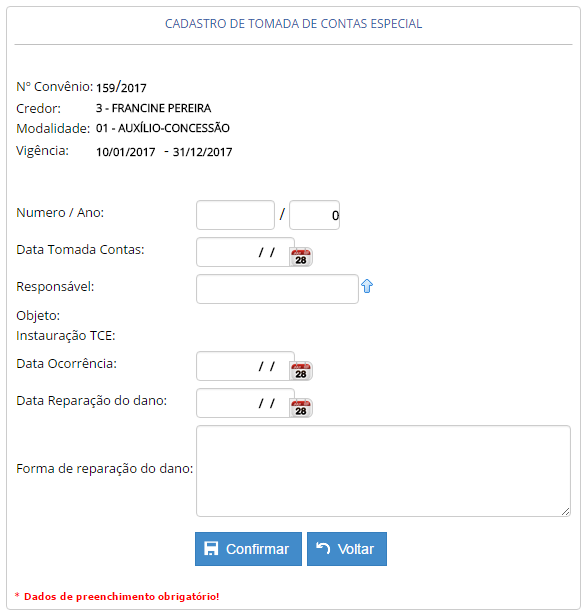 CADASTRO DE TOMADA DE CONTAS ESPECIAL
Nº Convênio: 159/2017
Credor: 3 - FRANCINE PEREIRA
Modalidade: 01 - AUXÍLIO-CONCESSÃO
Vigência: 10/01/2017 - 31/12/2017
Numero / Ano: / 0
Data Tomada Contas: / / 28
Responsável:
Objeto:
Instauração TCE:
Data Ocorrência: / / 28
Data Reparação do dano: / / 28
Forma de reparação do dano:
Confirmar Voltar
* Dados de preenchimento obrigatório!